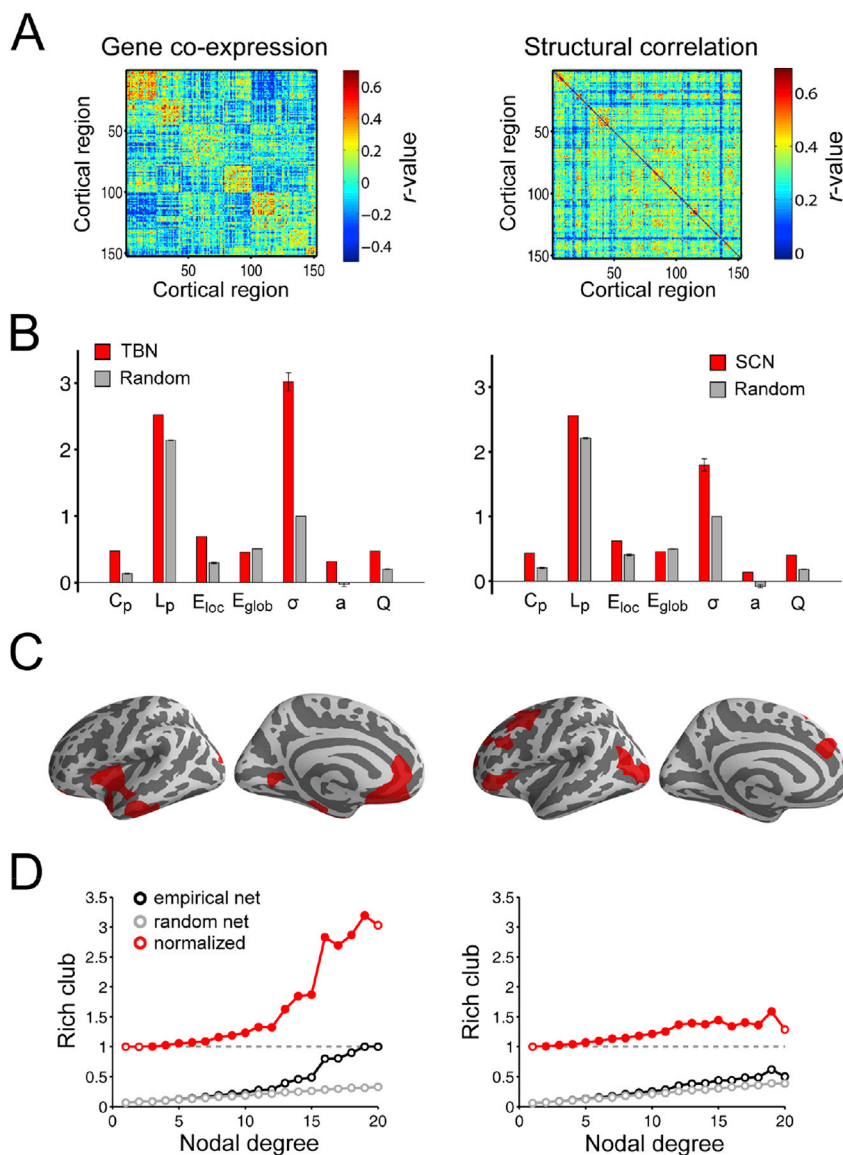 A
Gene co-expression
Structural correlation
Cortical region
50
100
150
50
100
150
Cortical region
0.6
0.4
0.2
0
−0.2
−0.4
r-value
Cortical region
50
100
150
50
100
150
Cortical region
0.6
0.4
0.2
0
r-value
B
TBN
Random
3
2
1
0
Cp
Lp
Eloc
Eglob
σ
a
Q
SCN
Random
3
2
1
0
Cp
Lp
Eloc
Eglob
σ
a
Q
C
D
Rich club
3.5
3
2.5
2
1.5
1
0.5
0
empirical net
random net
normalized
0
5
10
15
20
Nodal degree
Rich club
3.5
3
2.5
2
1.5
1
0.5
0
0
5
10
15
20
Nodal degree